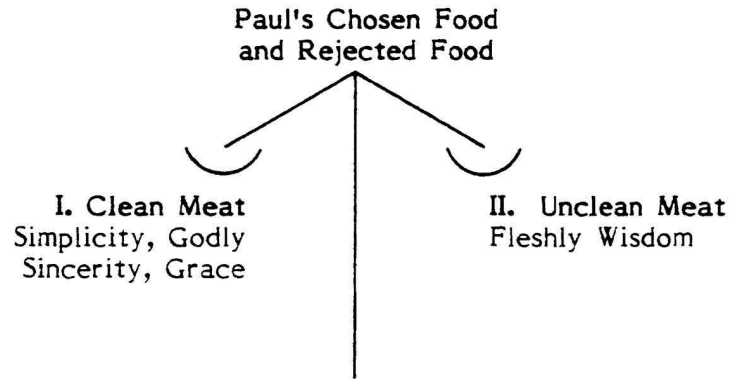 Paul's Chosen Food
and Rejected Food
I. Clean Meat
Simplicity, Godly
Sincerity, Grace
II. Unclean Meat
Fleshly Wisdom